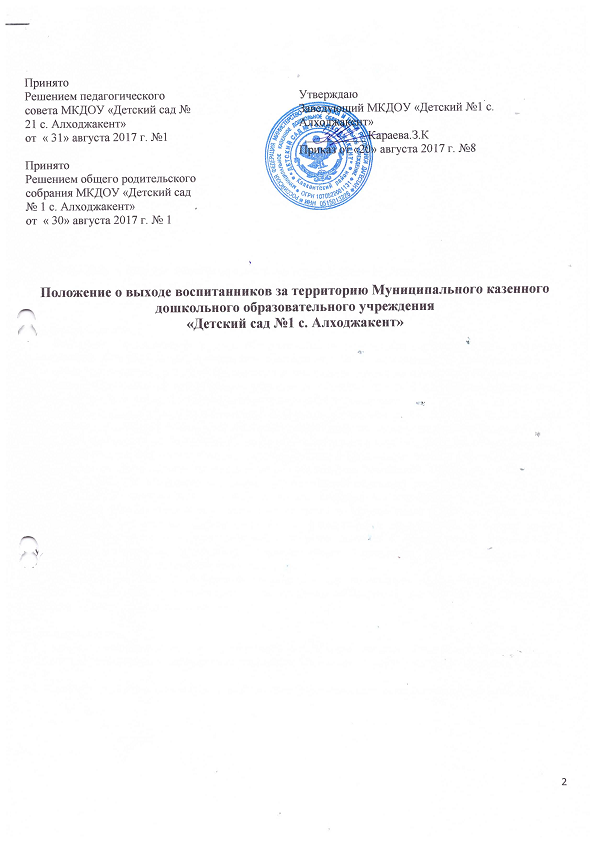 Принято
Решением педагогического
совета МКДОУ «Детский сад №
21 с. Алходжакент»
от « 31» августа 2017 г. №1
Принято
Решением общего родительского
собрания МКДОУ «Детский сад
№ 1 с. Алходжакент»
от « 30» августа 2017 г. № 1
Утверждаю
Заведующий МКДОУ «Детский №1 с.
Алходжакент»
Караева.З.К
Приказ от «20» августа 2017 г. №8
Положение о выходе воспитанников за территорию Муниципального казенного
дошкольного образовательного учреждения
«Детский сад №1 с. Алходжакент»
2